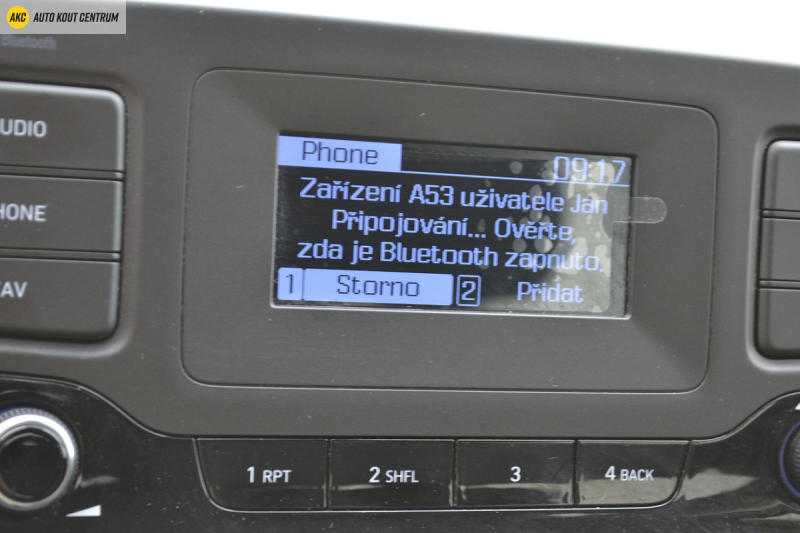 AKC AUTO KOUT CENTRUM
Bluetooth
UDIO
HONE
AV
Phone 09:17
Zařízení A53 uživatele Jan
Připojování... Ověřte,
zda je Bluetooth zapnuto.
1 Storno 2 Přidat
1 RPT 2 SHFL 3 4 BACK